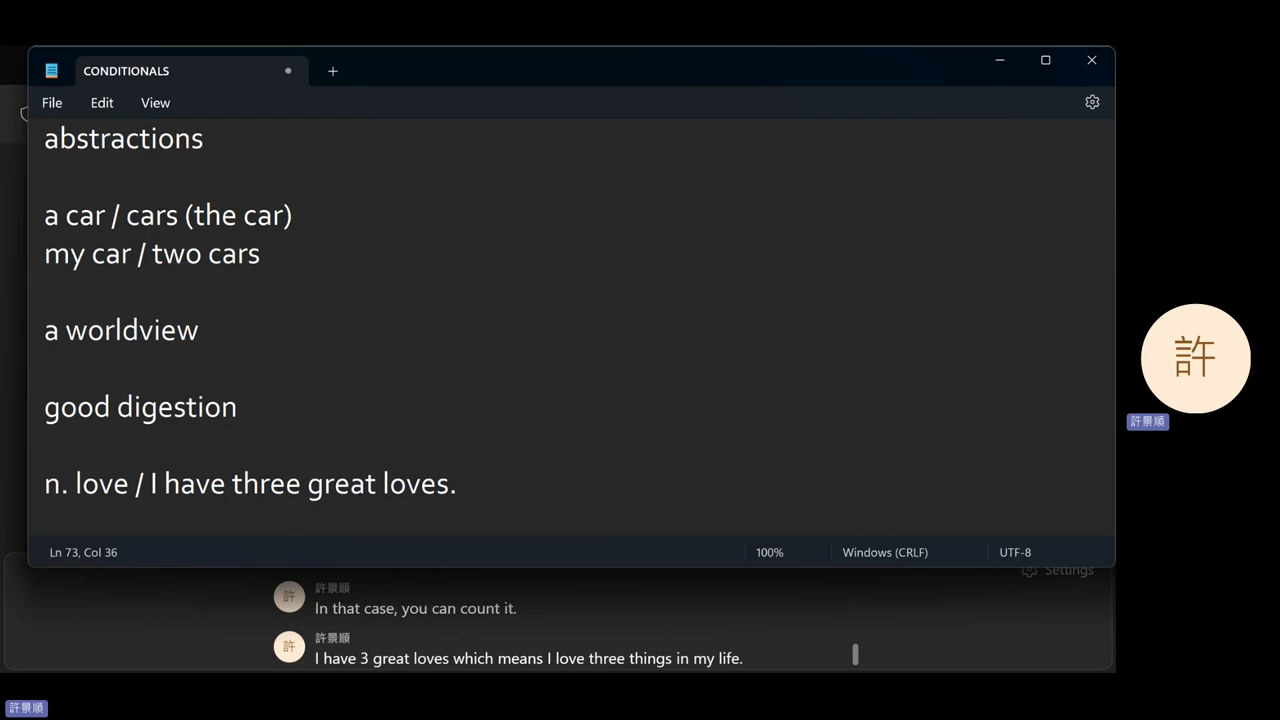 CONDITIONALS
File Edit View
abstractions
a car / cars (the car)
my car / two cars
a worldview
good digestion
n. love / I have three great loves.
Ln 73, Col 36 100% Windows (CRLF) UTF-8
Settings
許
許景順
許 許景順
In that case, you can count it.
許 許景順
I have 3 great loves which means I love three things in my life.
許景順